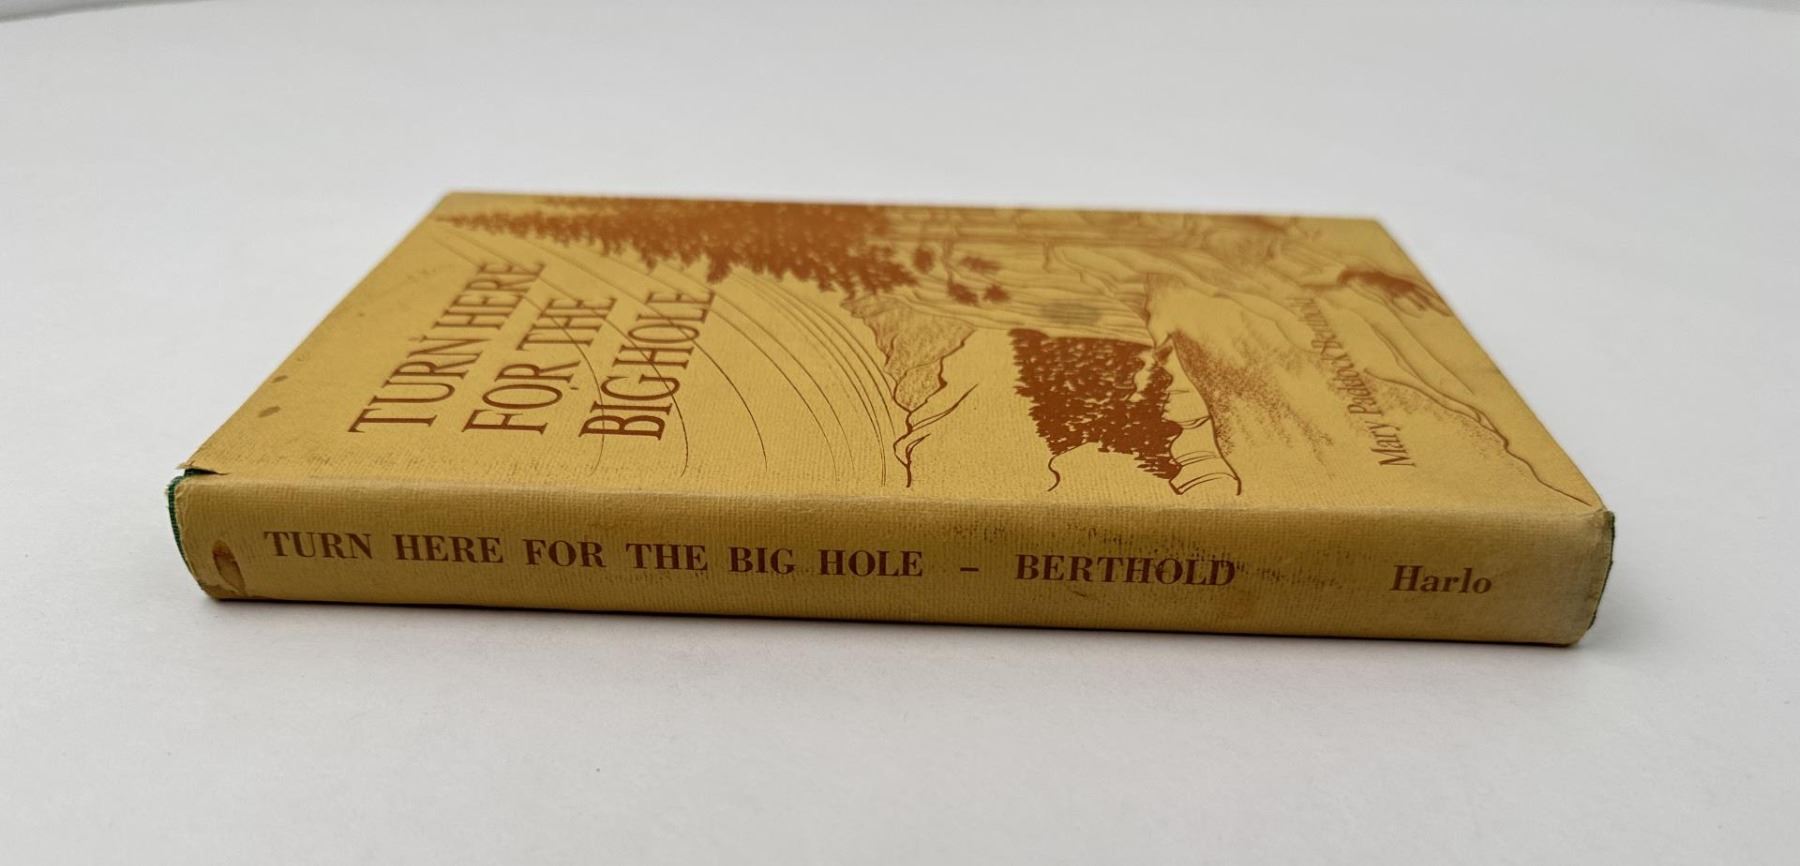 TURN HERE
FOR THE
BIG HOLE
Mary Paddock Berthold
TURN HERE FOR THE BIG HOLE – BERTHOLD Harlo